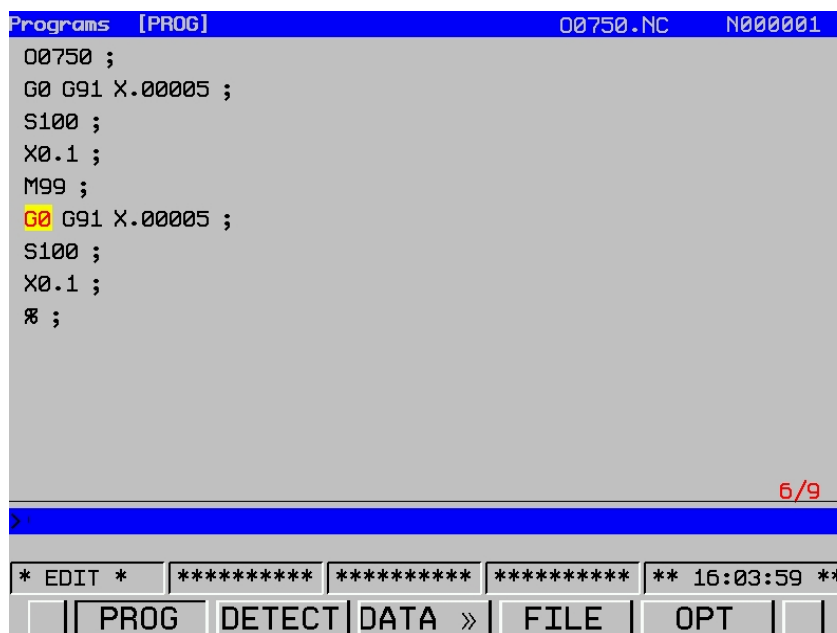 Programs [PROG] O0750.NC N000001
O0750 ;
G0 G91 X.00005 ;
S100 ;
X0.1 ;
M99 ;
G0 G91 X.00005 ;
S100 ;
X0.1 ;
% ;
6/9
>
* EDIT * ********** ********** ********** ** 16:03:59 **
PROG DETECT DATA » FILE OPT